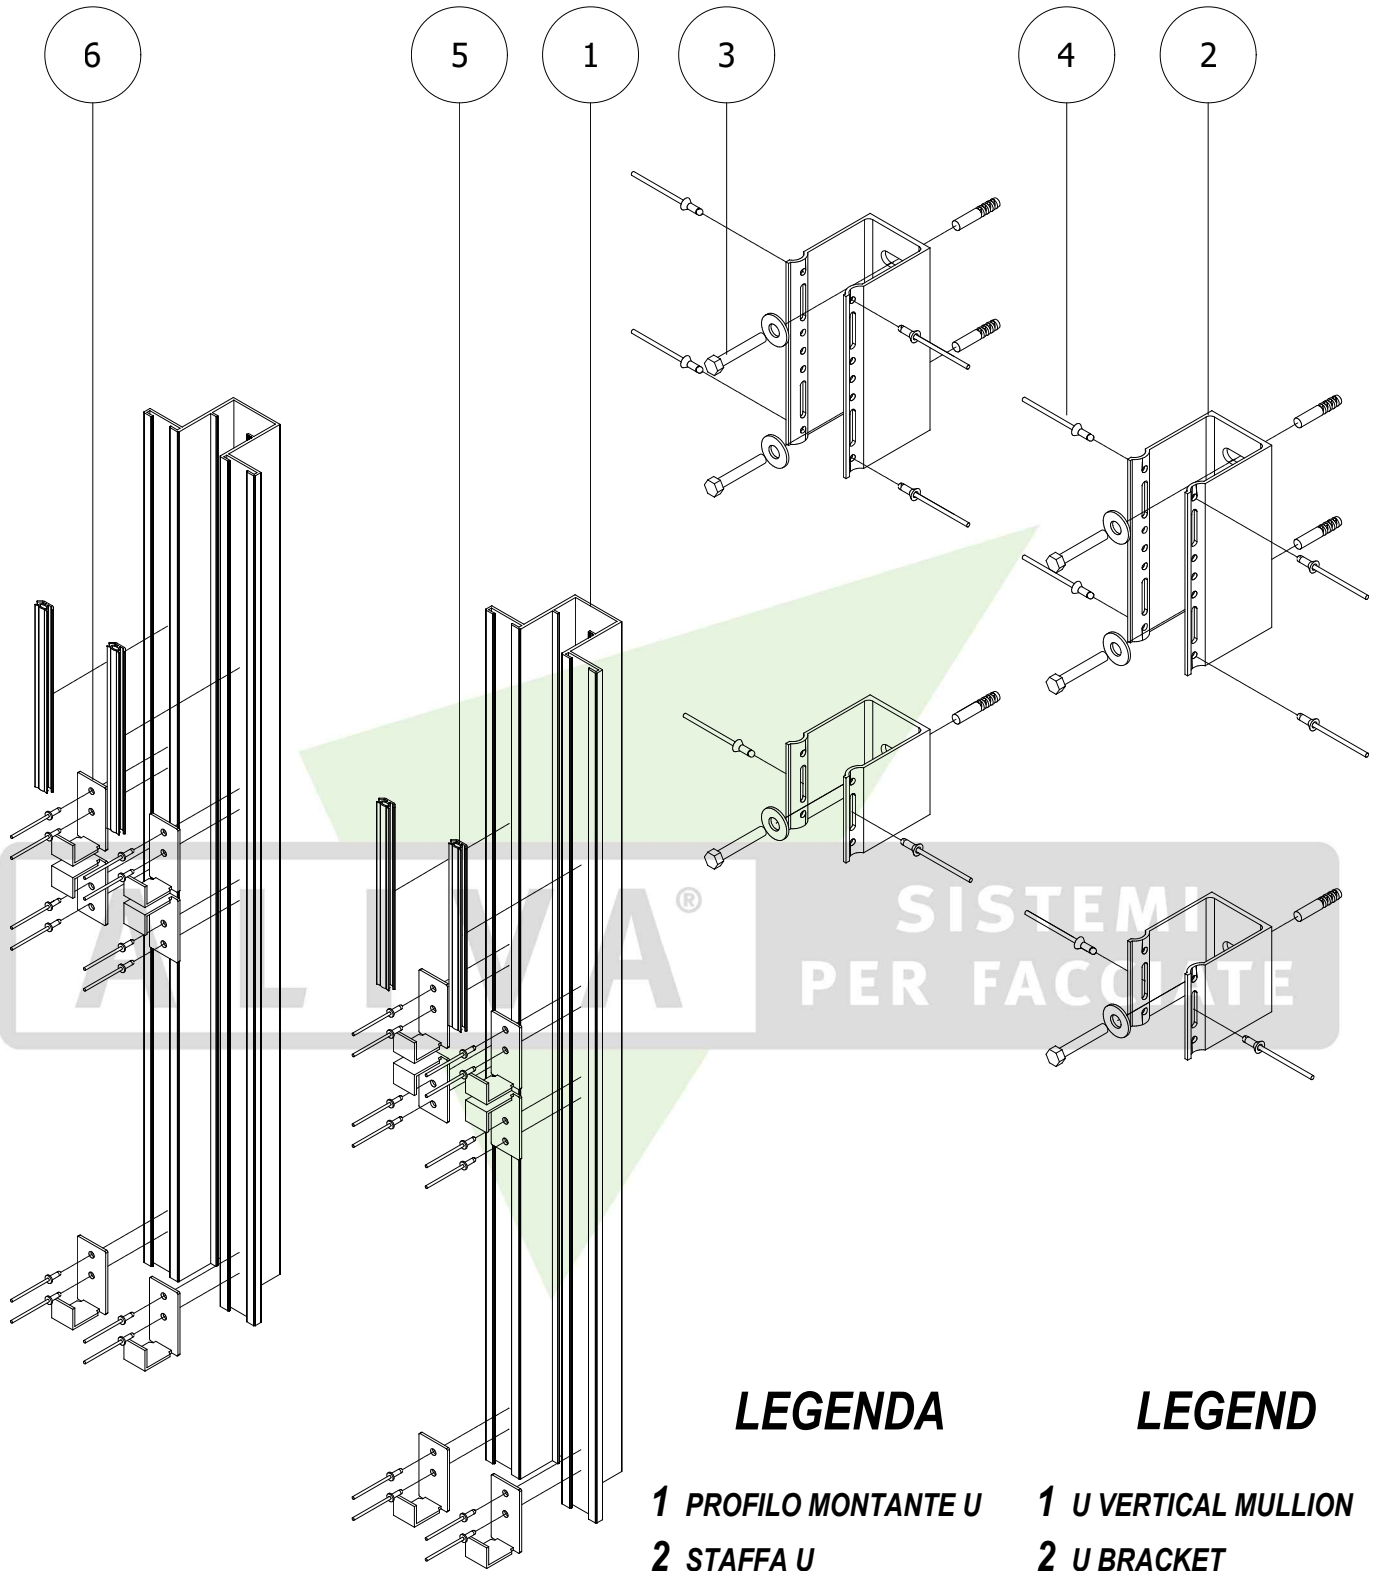 6 5 1 3 4 2
ALIVA®
SISTEMI
PER FACCIATE
LEGENDA
1 PROFILO MONTANTE U
2 STAFFA U
LEGEND
1 U VERTICAL MULLION
2 U BRACKET